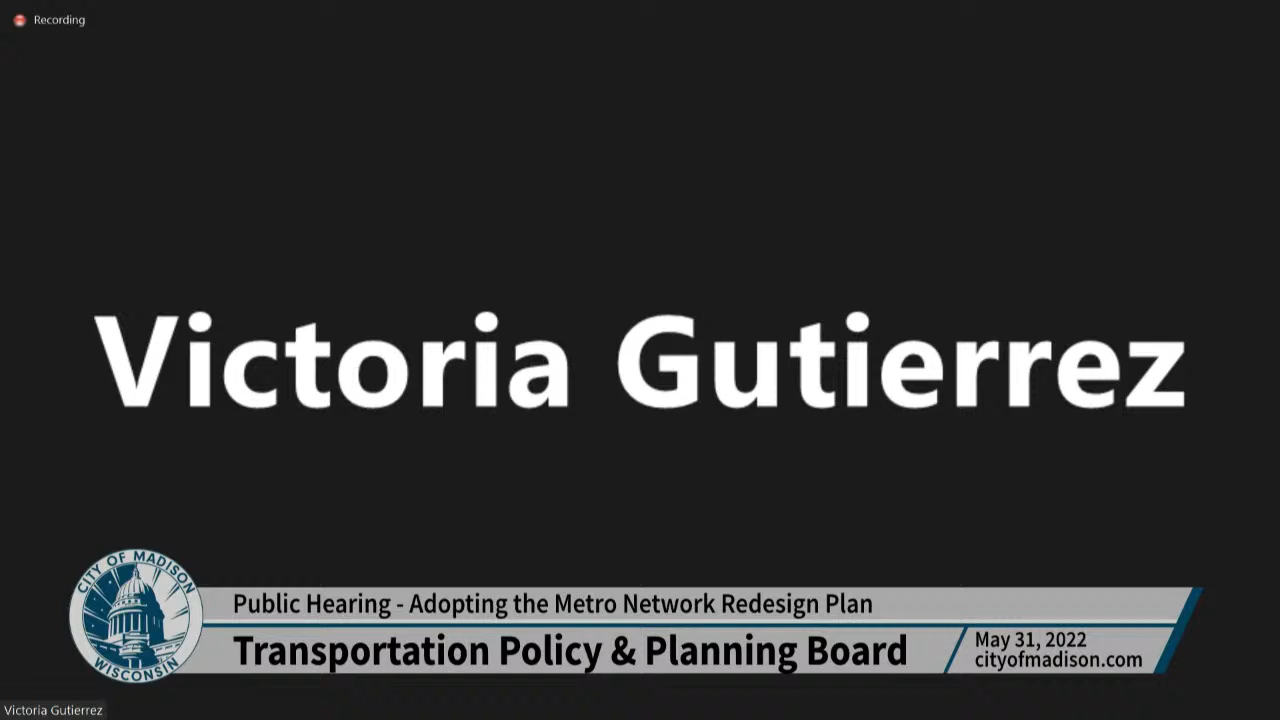 Recording
Victoria Gutierrez
CITY OF MADISON
WISCONSIN
Public Hearing - Adopting the Metro Network Redesign Plan
Transportation Policy & Planning Board
May 31, 2022
cityofmadison.com
Victoria Gutierrez